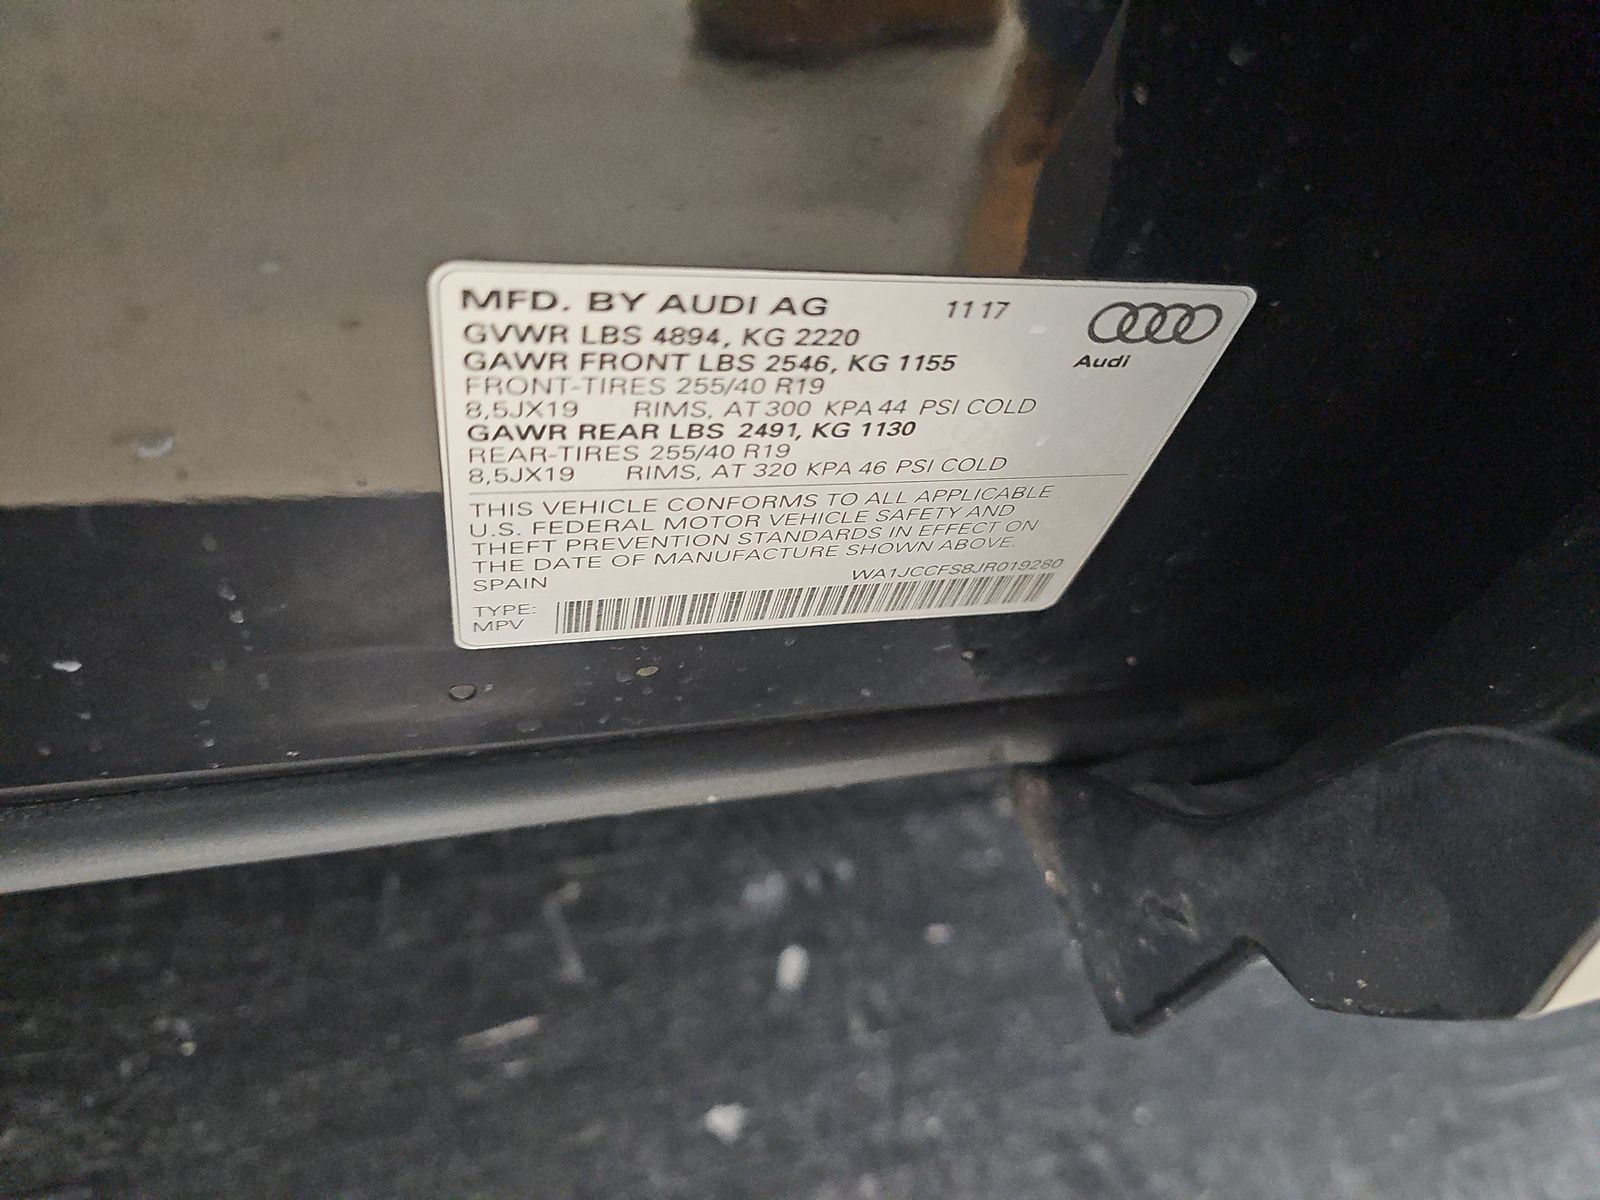 MFD. BY AUDI AG 11 17
Audi
GVWR LBS 4894, KG 2220
GAWR FRONT LBS 2546, KG 1155
FRONT-TIRES 255/40 R19
8,5JX19 RIMS, AT 300 KPA 44 PSI COLD
GAWR REAR LBS 2491, KG 1130
REAR-TIRES 255/40 R19
8,5JX19 RIMS, AT 320 KPA 46 PSI COLD
THIS VEHICLE CONFORMS TO ALL APPLICABLE
U.S. FEDERAL MOTOR VEHICLE SAFETY AND
THEFT PREVENTION STANDARDS IN EFFECT ON
THE DATE OF MANUFACTURE SHOWN ABOVE.
SPAIN WA1JCCFS8JR019280
TYPE:
MPV